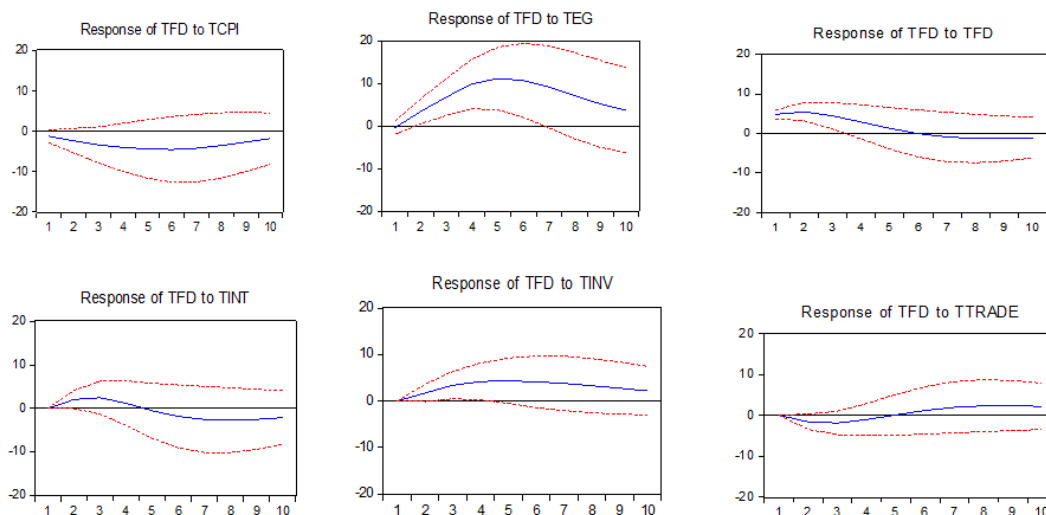 Response of TFD to TCPI
20
10
0
-10
-20
1 2 3 4 5 6 7 8 9 10
Response of TFD to TEG
20
10
0
-10
-20
1 2 3 4 5 6 7 8 9 10
Response of TFD to TFD
20
10
0
-10
-20
1 2 3 4 5 6 7 8 9 10
Response of TFD to TINT
20
10
0
-10
-20
1 2 3 4 5 6 7 8 9 10
Response of TFD to TINV
20
10
0
-10
-20
1 2 3 4 5 6 7 8 9 10
Response of TFD to TTRADE
20
10
0
-10
-20
1 2 3 4 5 6 7 8 9 10